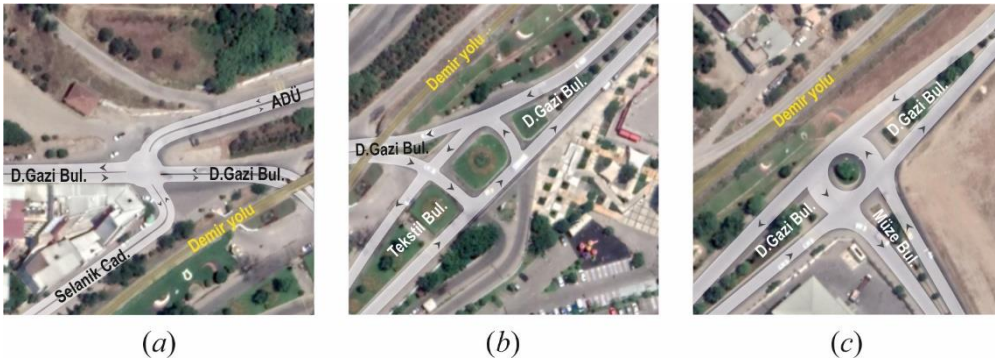 ADÜ
D.Gazi Bul.
D.Gazi Bul.
Demir yolu
Selanik Cad.
(a)
Demir yolu
D.Gazi Bul.
D.Gazi Bul.
Tekstil Bul.
(b)
Demir yolu
D.Gazi Bul.
D.Gazi Bul.
Müze Bul.
(c)